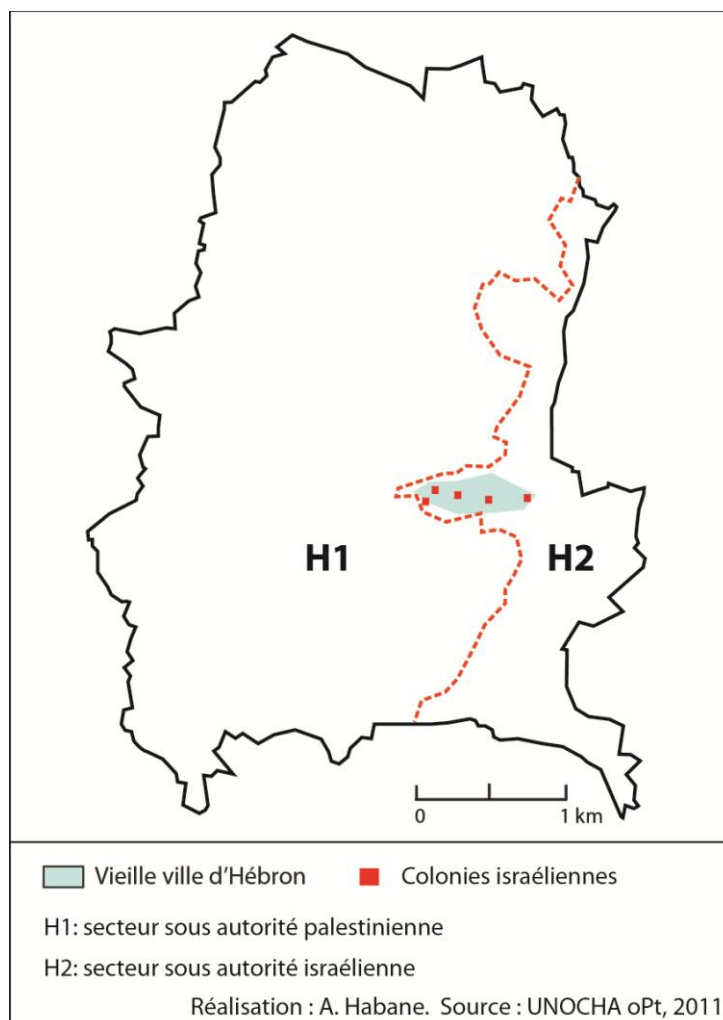 H1
H2
0
1 km
Vieille ville d'Hébron
Colonies israéliennes
H1: secteur sous autorité palestinienne
H2: secteur sous autorité israélienne
Réalisation : A. Habane. Source : UNOCHA oPt, 2011